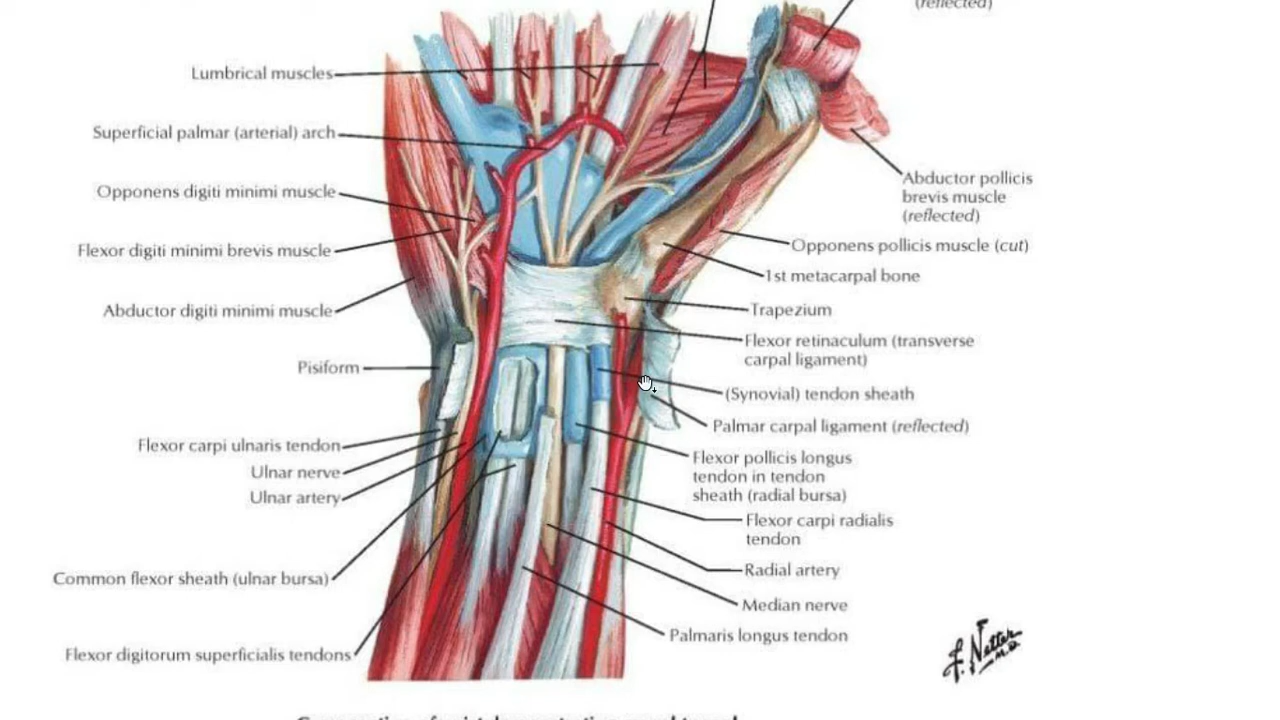 (reflected)
Lumbrical muscles
Superficial palmar (arterial) arch
Opponens digiti minimi muscle
Flexor digiti minimi brevis muscle
Abductor digiti minimi muscle
Pisiform
Flexor carpi ulnaris tendon
Ulnar nerve
Ulnar artery
Common flexor sheath (ulnar bursa)
Flexor digitorum superficialis tendons
Abductor pollicis
brevis muscle
(reflected)
Opponens pollicis muscle (cut)
1st metacarpal bone
Trapezium
Flexor retinaculum (transverse
carpal ligament)
(Synovial) tendon sheath
Palmar carpal ligament (reflected)
Flexor pollicis longus
tendon in tendon
sheath (radial bursa)
Flexor carpi radialis
tendon
Radial artery
Median nerve
Palmaris longus tendon
F. Netter
M.D.